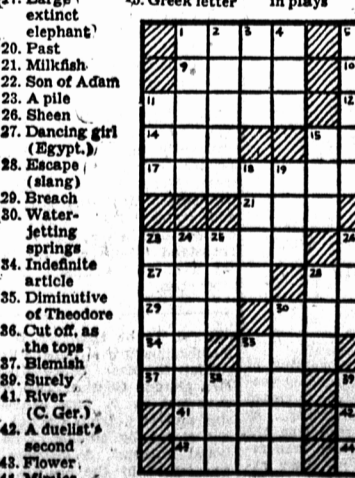 17. Large
extinct
elephant
20. Past
21. Milkfish
22. Son of Adam
23. A pile
26. Sheen
27. Dancing girl
(Egypt.)
28. Escape
(slang)
29. Breach
30. Water-
jetting
springs
34. Indefinite
article
35. Diminutive
of Theodore
36. Cut off, as
the tops
37. Blemish
39. Surely
41. River
(C. Ger.)
42. A duelist's
second
43. Flower
Greek letter
in plays
1 2 3 4 5
9 10
11 12
14 15
17 18 19
21
23 24 25 26
27 28
29 30
34 35
37 38 39
41 42
43 44